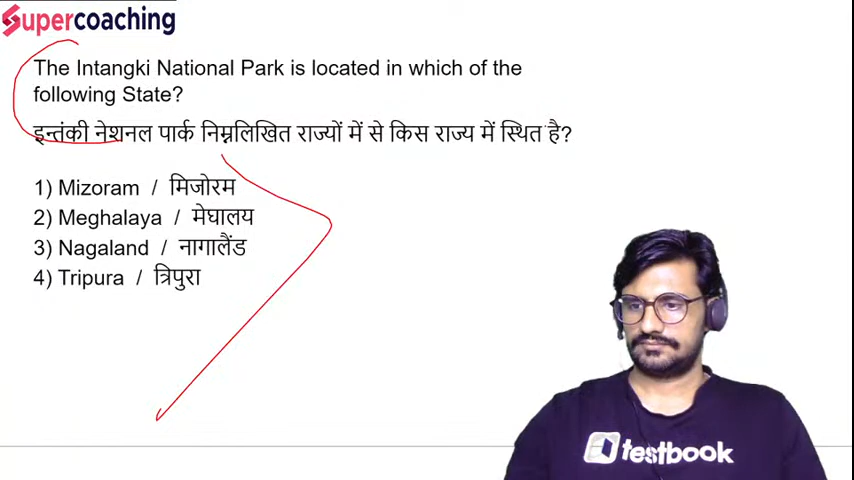 Supercoaching
The Intangki National Park is located in which of the
following State?
इन्तंकी नेशनल पार्क निम्नलिखित राज्यों में से किस राज्य में स्थित है?
1) Mizoram / मिजोरम
2) Meghalaya / मेघालय
3) Nagaland / नागालैंड
4) Tripura / त्रिपुरा
testbook